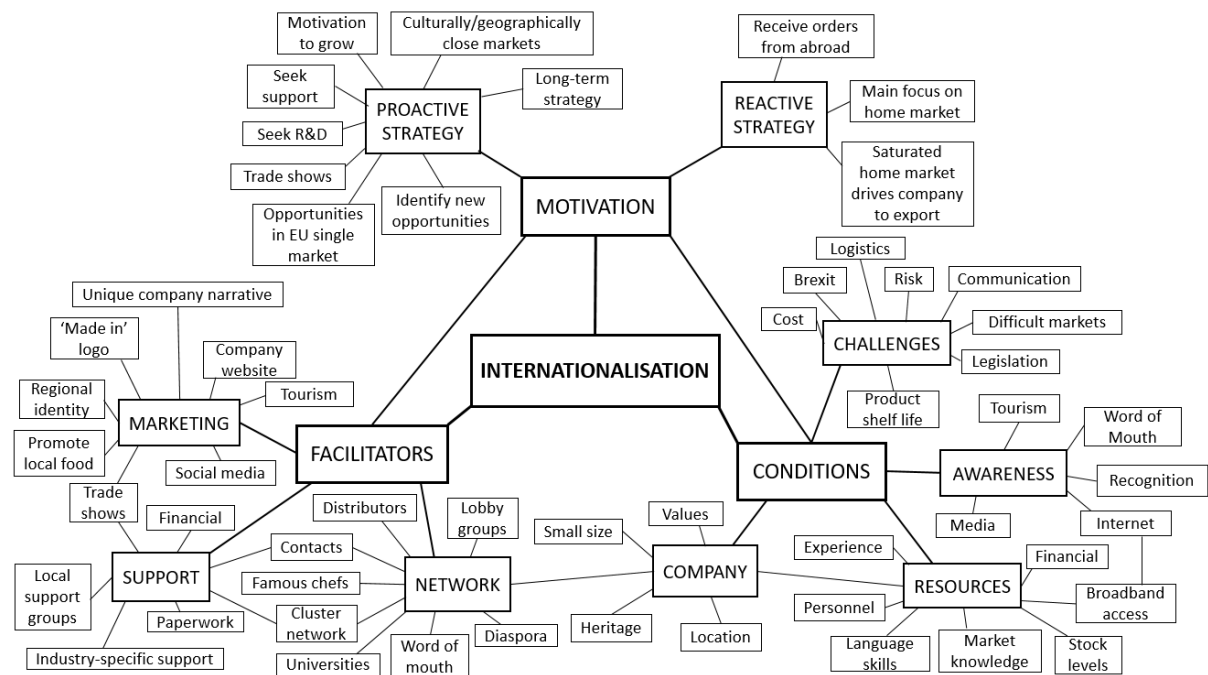 Motivation
to grow
Culturally/geographically
close markets
Receive orders
from abroad
Seek
support
Long-term
strategy
PROACTIVE
STRATEGY
REACTIVE
STRATEGY
Main focus on
home market
Seek R&D
Trade shows
Saturated
home market
drives company
to export
Opportunities
in EU single
market
Identify new
opportunities
MOTIVATION
Logistics
Brexit
Risk
Communication
Unique company narrative
Cost
Difficult markets
'Made in'
logo
Company
website
INTERNATIONALISATION
CHALLENGES
Legislation
Regional
identity
Tourism
Product
shelf life
MARKETING
Tourism
Word of
Mouth
Promote
local food
Social media
FACILITATORS
CONDITIONS
AWARENESS
Recognition
Trade
shows
Financial
Distributors
Lobby
groups
Values
Media
Internet
Small size
Contacts
Experience
Financial
Local
support
groups
SUPPORT
Famous chefs
NETWORK
COMPANY
RESOURCES
Broadband
access
Paperwork
Cluster
network
Diaspora
Heritage
Location
Personnel
Industry-specific support
Universities
Word of
mouth
Language
skills
Market
knowledge
Stock
levels